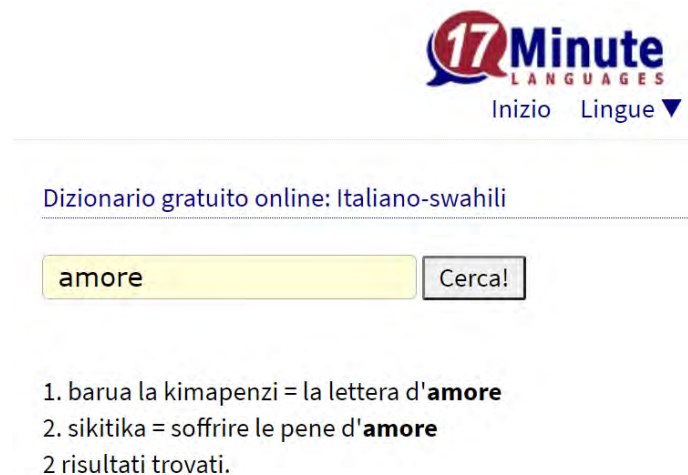 17 Minute
LANGUAGES
Inizio Lingue ▼
Dizionario gratuito online: Italiano-swahili
amore Cerca!
1. barua la kimapenzi = la lettera d'amore
2. sikitika = soffrire le pene d'amore
2 risultati trovati.